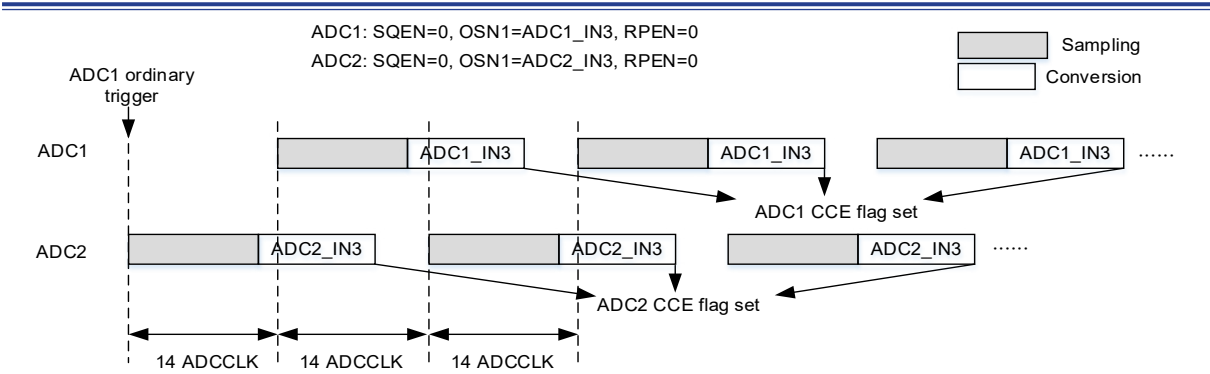 ADC1: SQEN=0, OSN1=ADC1_IN3, RPEN=0
ADC2: SQEN=0, OSN1=ADC2_IN3, RPEN=0
Sampling
Conversion
ADC1 ordinary
trigger
ADC1
ADC1_IN3
ADC1_IN3
ADC1_IN3
......
ADC1 CCE flag set
ADC2
ADC2_IN3
ADC2_IN3
ADC2_IN3
......
ADC2 CCE flag set
14 ADCCLK
14 ADCCLK
14 ADCCLK